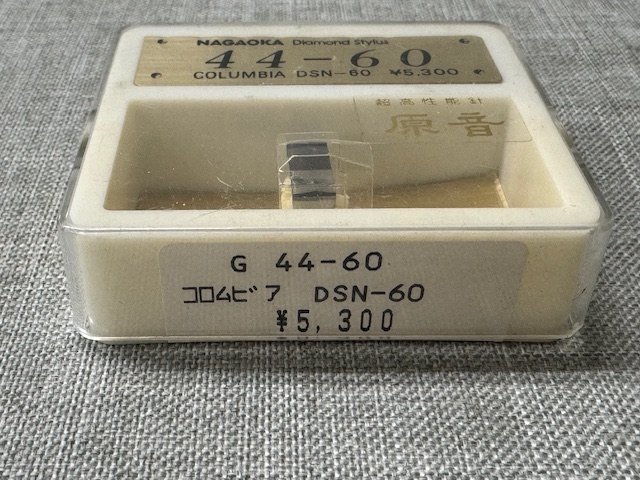 NAGAOKA Diamond Stylus
44-60
COLUMBIA DSN-60 ¥5,300
超高性能針
原音
G 44-60
コロムビア DSN-60
¥5,300